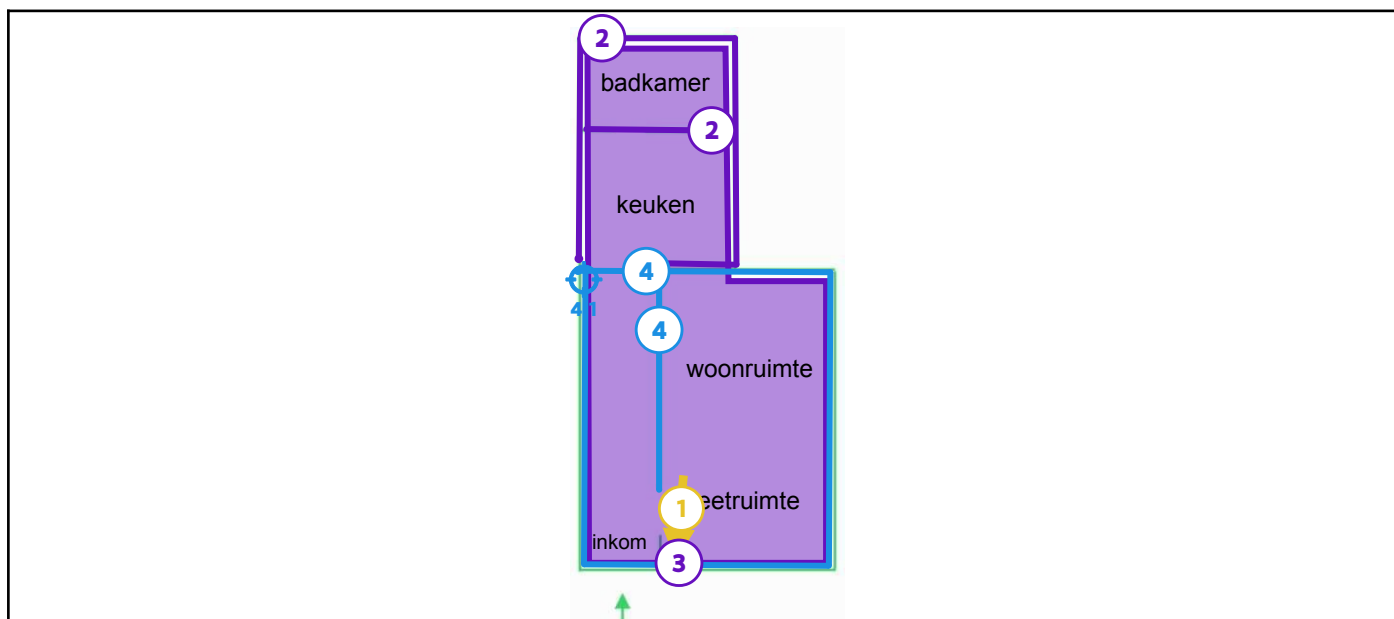 2
badkamer
2
keuken
4
4.1
4
woonruimte
1
eetruimte
inkom
3